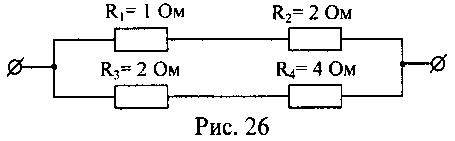 R₁= 1 Ом R₂= 2 Ом
R₃= 2 Ом R₄= 4 Ом
Рис. 26